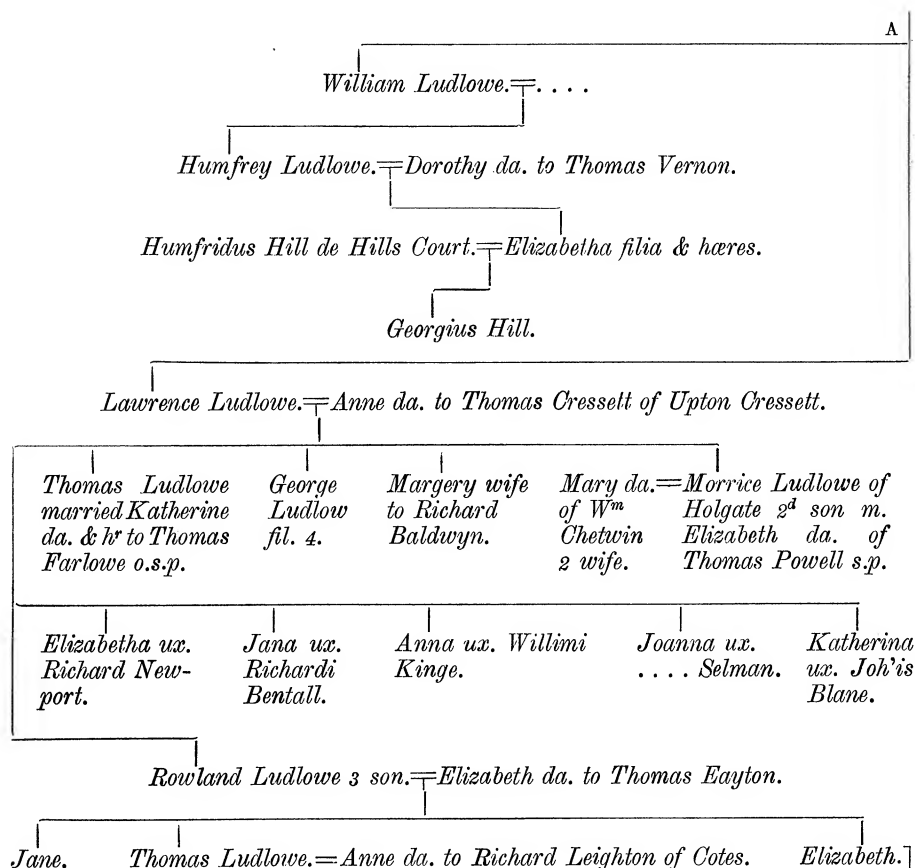 A
William Ludlowe.=. . . .
Humfrey Ludlowe.=Dorothy da. to Thomas Vernon.
Humfridus Hill de Hills Court.=Elizabetha filia & hæres.
Georgius Hill.
Lawrence Ludlowe.=Anne da. to Thomas Cressett of Upton Cressett.
Thomas Ludlowe
married Katherine
da. & hʳ to Thomas
Farlowe o.s.p.
George
Ludlow
fil. 4.
Margery wife
to Richard
Baldwyn.
Mary da.=Morrice Ludlowe of
of Wᵐ Holgate 2ᵈ son m.
Chetwin Elizabeth da. of
2 wife. Thomas Powell s.p.
Elizabetha ux.
Richard New-
port.
Jana ux.
Richardi
Bentall.
Anna ux. Willimi
Kinge.
Joanna ux.
. . . . Selman.
Katherina
ux. Joh'is
Blane.
Rowland Ludlowe 3 son.=Elizabeth da. to Thomas Eayton.
Jane. Thomas Ludlowe.=Anne da. to Richard Leighton of Cotes. Elizabeth.]